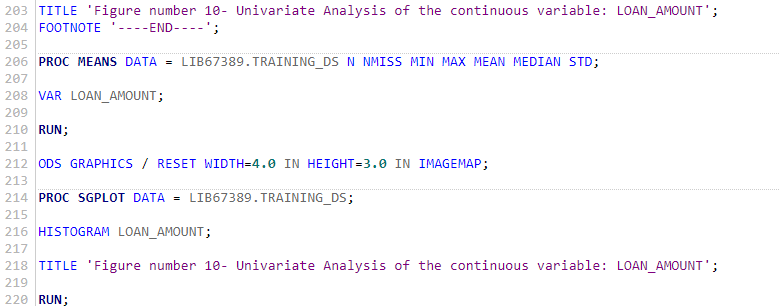 203 TITLE 'Figure number 10- Univariate Analysis of the continuous variable: LOAN_AMOUNT';
204 FOOTNOTE '----END----';
205
206 PROC MEANS DATA = LIB67389.TRAINING_DS N NMISS MIN MAX MEAN MEDIAN STD;
207
208 VAR LOAN_AMOUNT;
209
210 RUN;
211
212 ODS GRAPHICS / RESET WIDTH=4.0 IN HEIGHT=3.0 IN IMAGEMAP;
213
214 PROC SGPLOT DATA = LIB67389.TRAINING_DS;
215
216 HISTOGRAM LOAN_AMOUNT;
217
218 TITLE 'Figure number 10- Univariate Analysis of the continuous variable: LOAN_AMOUNT';
219
220 RUN;